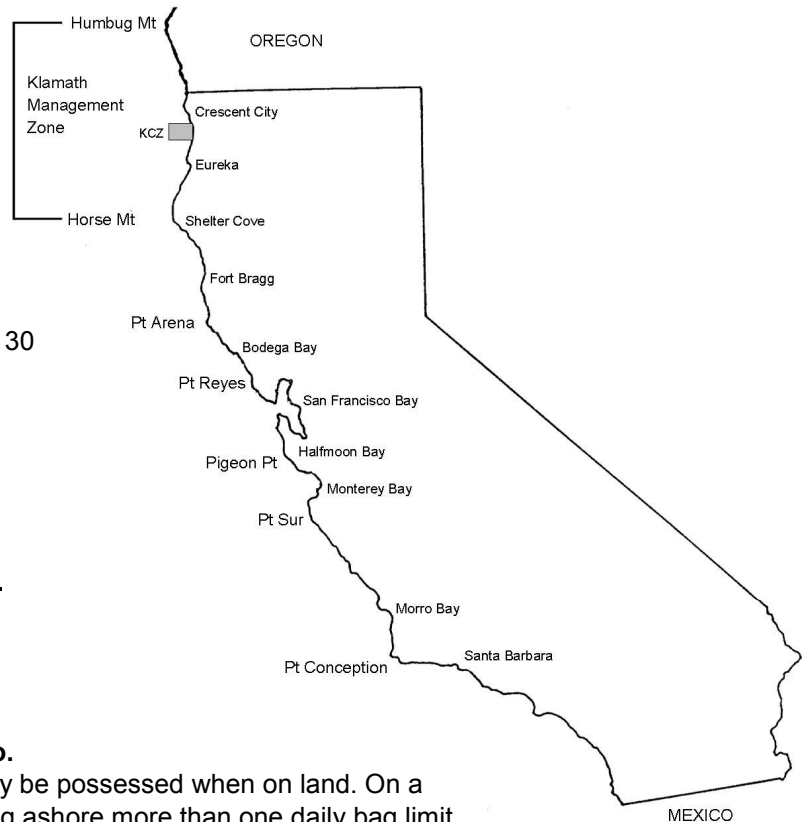 Humbug Mt
OREGON
Klamath
Management
Zone
Crescent City
KCZ
Eureka
Horse Mt
Shelter Cove
Fort Bragg
Pt Arena
30
Bodega Bay
Pt Reyes
San Francisco Bay
Halfmoon Bay
Pigeon Pt
Monterey Bay
Pt Sur
Morro Bay
Santa Barbara
Pt Conception
y be possessed when on land. On a
g ashore more than one daily bag limit
MEXICO